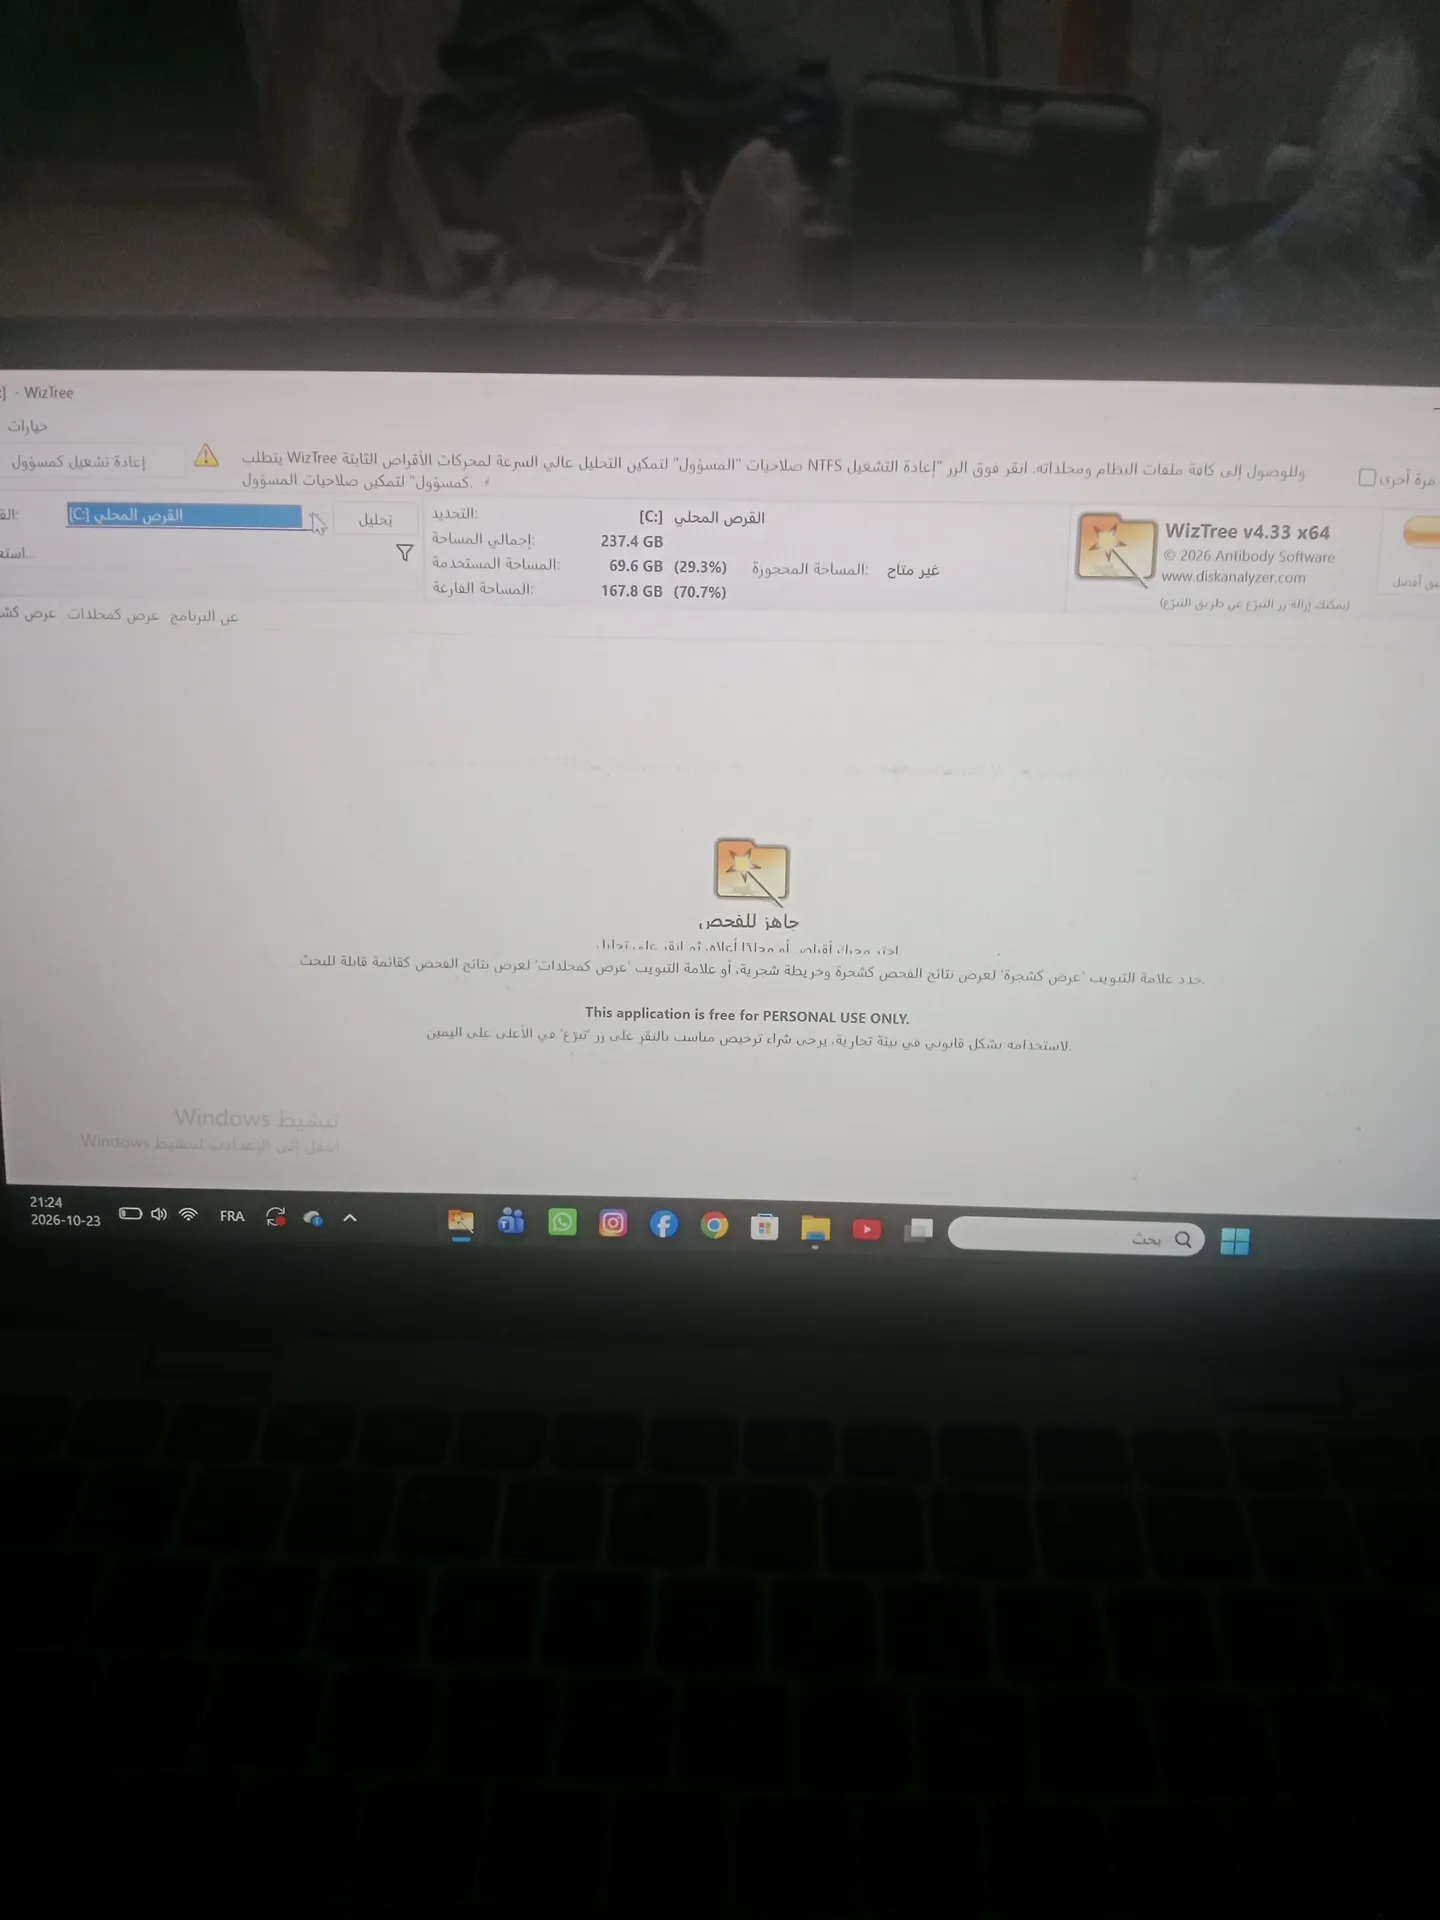 - WizTree
خيارات
إعادة تشغيل كمسؤول
يتطلب WizTree صلاحيات "المسؤول" لتمكين التحليل عالي السرعة لمحركات الأقراص الثابتة NTFS وللوصول إلى كافة ملفات النظام ومجلداته. انقر فوق الزر "إعادة التشغيل
كمسؤول" لتمكين صلاحيات المسؤول.
مرة أخرى
القرص المحلي [C:]
تحليل
التحديد:
[C:] القرص المحلي
إجمالي المساحة:
237.4 GB
المساحة المستخدمة:
69.6 GB (29.3%)
المساحة المحجوزة:
غير متاح
المساحة الفارغة:
167.8 GB (70.7%)
WizTree v4.33 x64
© 2026 Antibody Software
www.diskanalyzer.com
(يمكنك إزالة زر التبرّع عن طريق التبرّع)
عرض كمجلدات عن البرنامج
جاهز للفحص
حدد علامة التبويب 'عرض كشجرة' لعرض نتائج الفحص كشجرة وخريطة شجرية، أو علامة التبويب 'عرض كمجلدات' لعرض نتائج الفحص كقائمة قابلة للبحث.
This application is free for PERSONAL USE ONLY.
لاستخدامه بشكل قانوني في بيئة تجارية، يرجى شراء ترخيص مناسب بالنقر على زر 'تبرّع' في الأعلى على اليمين.
تنشيط Windows
انتقل إلى الإعدادت لتنشيط Windows
21:24
2026-10-23
FRA
بحث